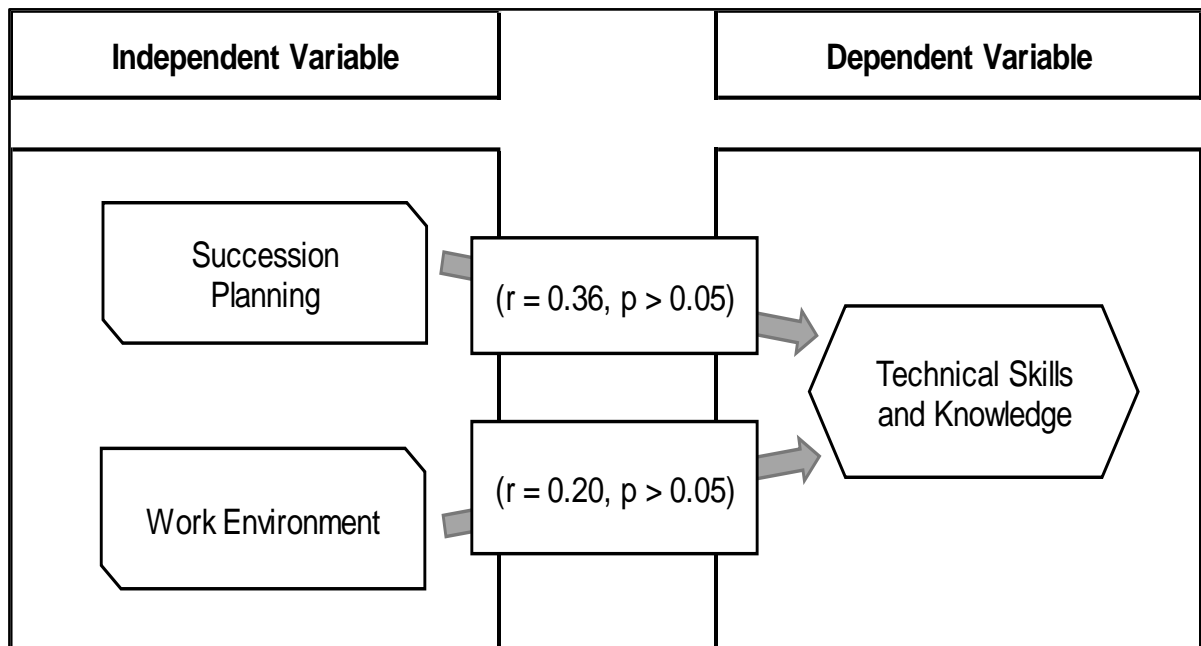 Independent Variable
Dependent Variable
Succession
Planning
(r = 0.36, p > 0.05)
Technical Skills
and Knowledge
Work Environment
(r = 0.20, p > 0.05)